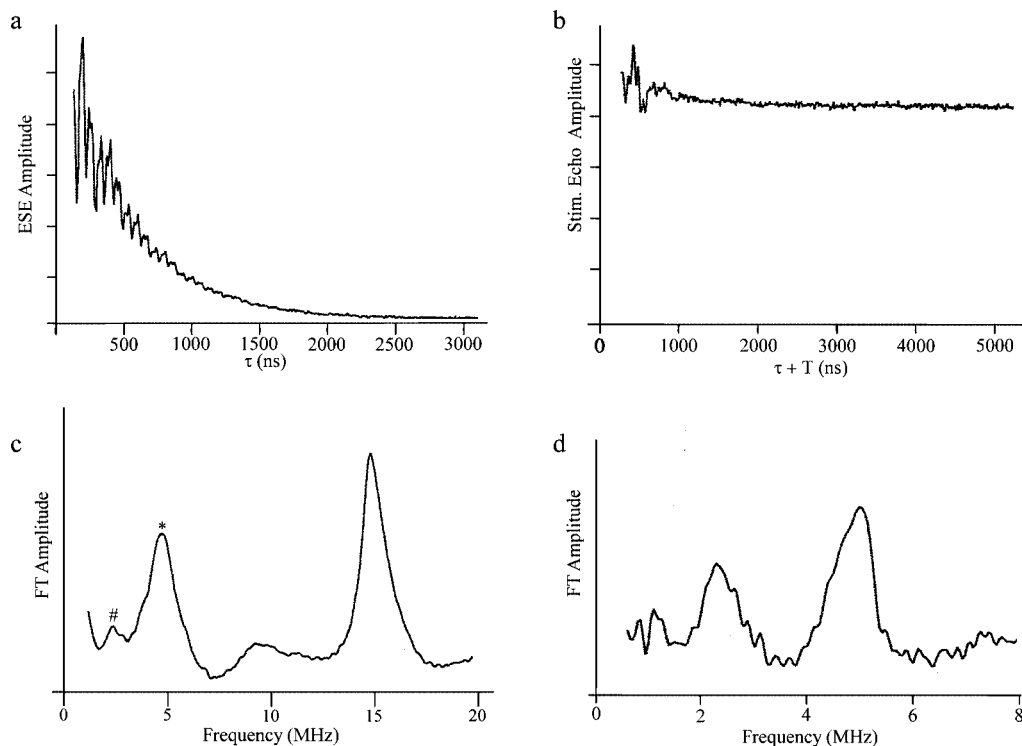 a
ESE Amplitude
500 1000 1500 2000 2500 3000
τ (ns)
b
Stim. Echo Amplitude
0 1000 2000 3000 4000 5000
τ + T (ns)
c
FT Amplitude
#
*
0 5 10 15 20
Frequency (MHz)
d
FT Amplitude
0 2 4 6 8
Frequency (MHz)